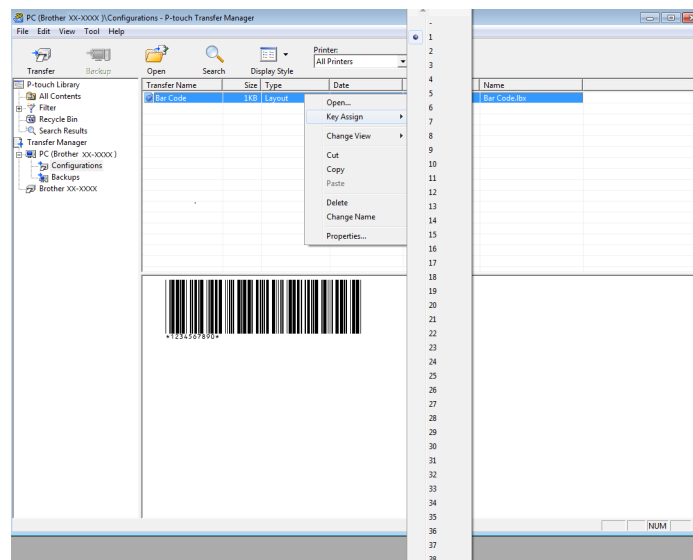 PC (Brother XX-XXXX )\Configurations - P-touch Transfer Manager
File Edit View Tool Help
Transfer Backup Open Search Display Style
Printer:
All Printers
P-touch Library
All Contents
Filter
Recycle Bin
Search Results
Transfer Manager
PC (Brother XX-XXXX )
Configurations
Backups
Brother XX-XXXX
Transfer Name Size Type Date Name
Bar Code 1KB Layout Bar Code.lbx
Open...
Key Assign
Change View
Cut
Copy
Paste
Delete
Change Name
Properties...
-
1
2
3
4
5
6
7
8
9
10
11
12
13
14
15
16
17
18
19
20
21
22
23
24
25
26
27
28
29
30
31
32
33
34
35
36
37
38
*1234567890*
NUM